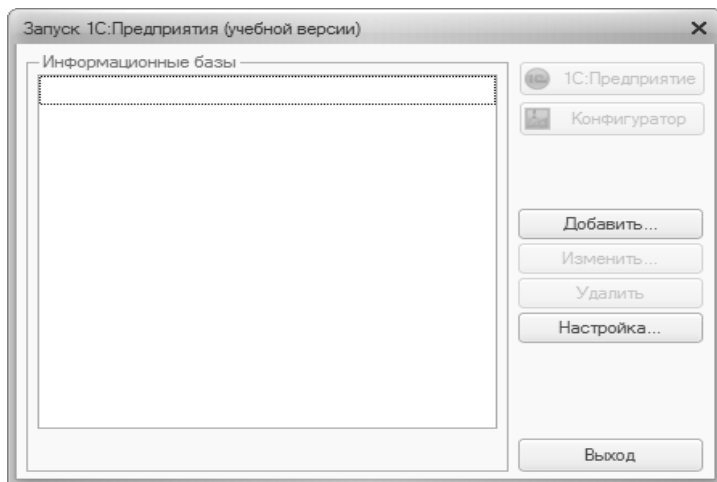 Запуск 1С:Предприятия (учебной версии)
Информационные базы
1С:Предприятие
Конфигуратор
Добавить...
Изменить...
Удалить
Настройка...
Выход